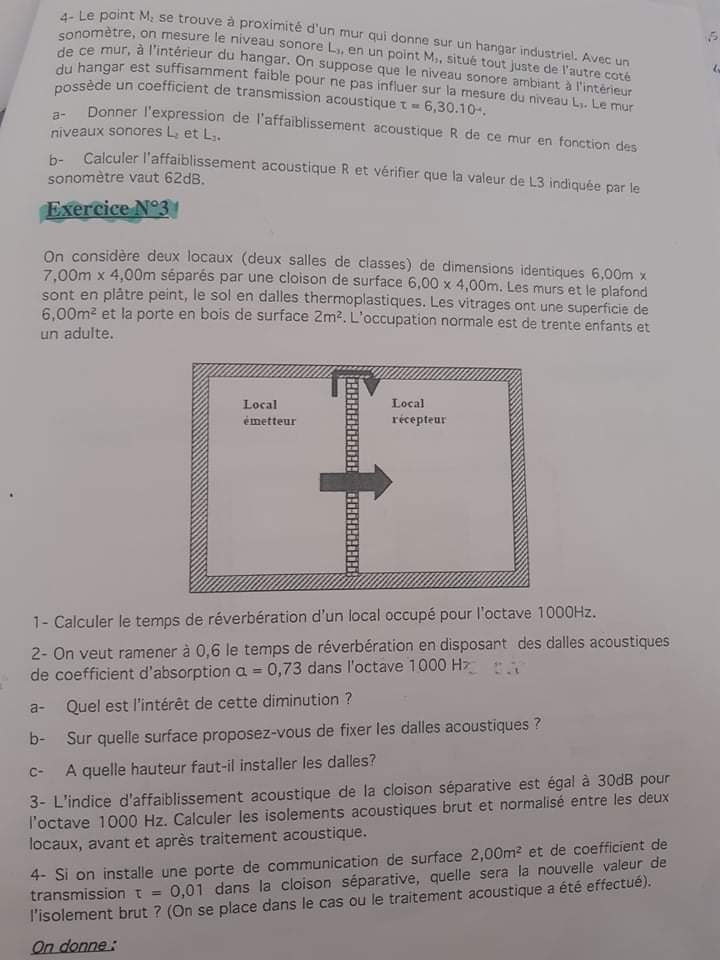 4- Le point M₂ se trouve à proximité d'un mur qui donne sur un hangar industriel. Avec un
sonomètre, on mesure le niveau sonore L₃, en un point M₃, situé tout juste de l'autre coté
de ce mur, à l'intérieur du hangar. On suppose que le niveau sonore ambiant à l'intérieur
du hangar est suffisamment faible pour ne pas influer sur la mesure du niveau L₃. Le mur
possède un coefficient de transmission acoustique τ = 6,30.10⁻⁴.
a- Donner l'expression de l'affaiblissement acoustique R de ce mur en fonction des
niveaux sonores L₂ et L₃.
b- Calculer l'affaiblissement acoustique R et vérifier que la valeur de L3 indiquée par le
sonomètre vaut 62dB.
Exercice N°3
On considère deux locaux (deux salles de classes) de dimensions identiques 6,00m x
7,00m x 4,00m séparés par une cloison de surface 6,00 x 4,00m. Les murs et le plafond
sont en plâtre peint, le sol en dalles thermoplastiques. Les vitrages ont une superficie de
6,00m² et la porte en bois de surface 2m². L'occupation normale est de trente enfants et
un adulte.
Local
émetteur
Local
récepteur
1- Calculer le temps de réverbération d'un local occupé pour l'octave 1000Hz.
2- On veut ramener à 0,6 le temps de réverbération en disposant des dalles acoustiques
de coefficient d'absorption α = 0,73 dans l'octave 1000 Hz
a- Quel est l'intérêt de cette diminution ?
b- Sur quelle surface proposez-vous de fixer les dalles acoustiques ?
c- A quelle hauteur faut-il installer les dalles?
3- L'indice d'affaiblissement acoustique de la cloison séparative est égal à 30dB pour
l'octave 1000 Hz. Calculer les isolements acoustiques brut et normalisé entre les deux
locaux, avant et après traitement acoustique.
4- Si on installe une porte de communication de surface 2,00m² et de coefficient de
transmission τ = 0,01 dans la cloison séparative, quelle sera la nouvelle valeur de
l'isolement brut ? (On se place dans le cas ou le traitement acoustique a été effectué).
On donne :